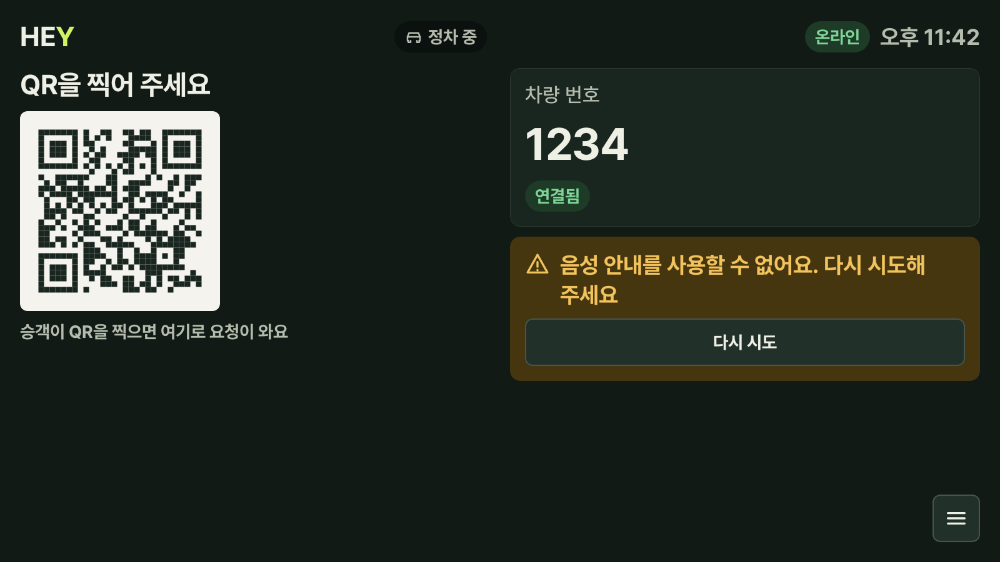 HEY
정차 중
온라인
오후 11:42
QR을 찍어 주세요
승객이 QR을 찍으면 여기로 요청이 와요
차량 번호
1234
연결됨
음성 안내를 사용할 수 없어요. 다시 시도해
주세요
다시 시도